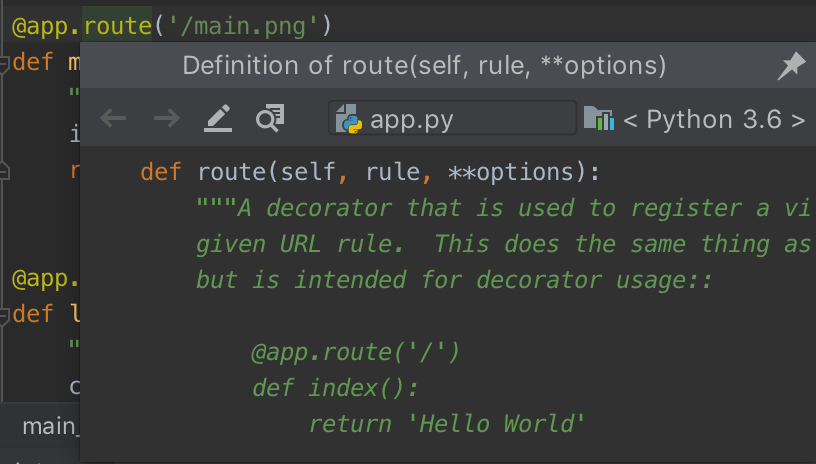 @app.route('/main.png')
def m
Definition of route(self, rule, **options)
"
app.py
< Python 3.6 >
i
r
def route(self, rule, **options):
"""A decorator that is used to register a vi
given URL rule.  This does the same thing as
@app.
but is intended for decorator usage::
def l
"
@app.route('/')
c
def index():
main_
return 'Hello World'